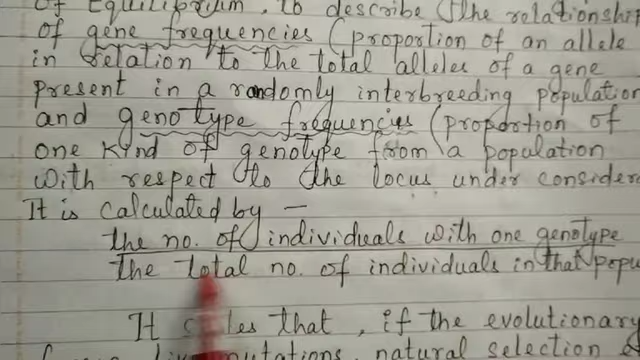 of Equilibrium, to describe the relationship
of gene frequencies (proportion of an allele
in relation to the total alleles of a gene
present in a randomly interbreeding population
and genotype frequencies (proportion of
one kind of genotype from a population
with respect to the locus under consider
It is calculated by —
the no. of individuals with one genotype
The total no. of individuals in that popu
It that, if the evolutionary
mutations, natural selection &